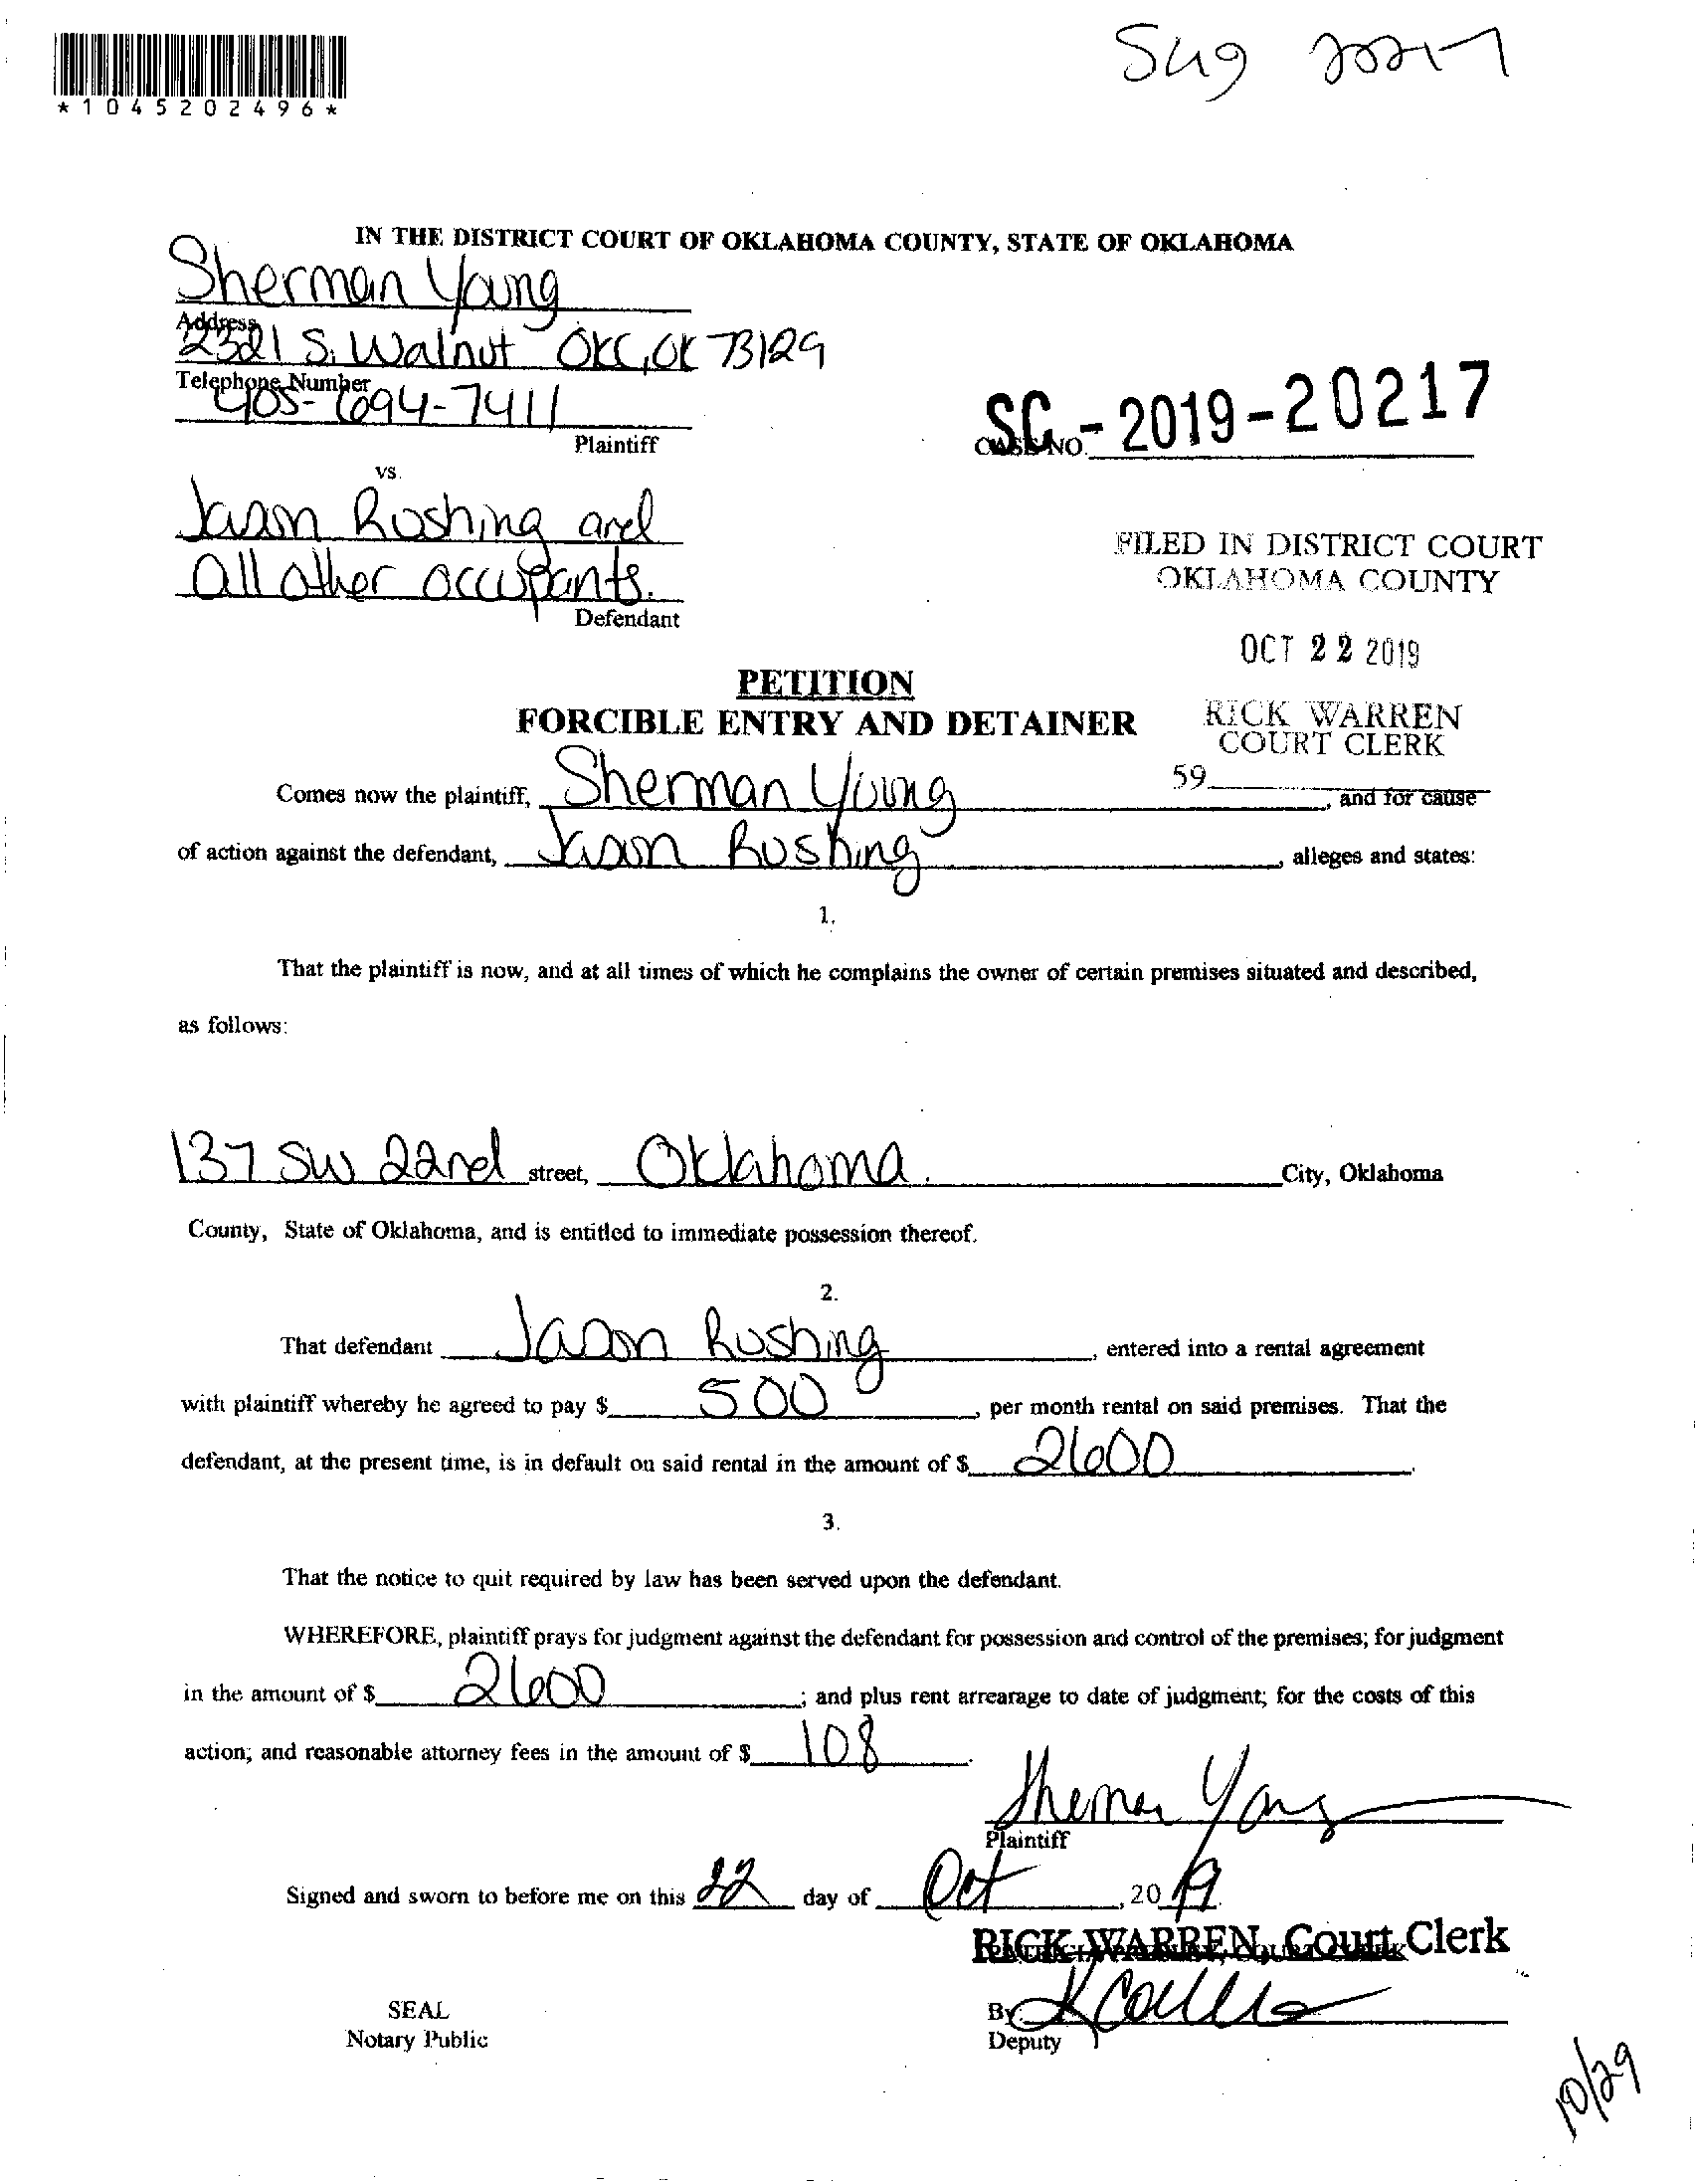 *1045202496*
IN THE DISTRICT COURT OF OKLAHOMA COUNTY, STATE OF OKLAHOMA
Sherman Young
Address
2321 S. Walnut OKC, OK 73129
Telephone Number
405-694-7411
Plaintiff
CASE NO. SC-2019-20217
vs.
Jason Rushing and
all other occupants.
Defendant
FILED IN DISTRICT COURT
OKLAHOMA COUNTY
OCT 22 2019
RICK WARREN
COURT CLERK
59
PETITION
FORCIBLE ENTRY AND DETAINER
Comes now the plaintiff, Sherman Young, and for cause
of action against the defendant, Jason Rushing, alleges and states:
1.
That the plaintiff is now, and at all times of which he complains the owner of certain premises situated and described,
as follows:
137 SW 22nd street, Oklahoma. City, Oklahoma
County, State of Oklahoma, and is entitled to immediate possession thereof.
2.
That defendant Jason Rushing, entered into a rental agreement
with plaintiff whereby he agreed to pay $ 500, per month rental on said premises. That the
defendant, at the present time, is in default on said rental in the amount of $ 2600.
3.
That the notice to quit required by law has been served upon the defendant.
WHEREFORE, plaintiff prays for judgment against the defendant for possession and control of the premises; for judgment
in the amount of $ 2600; and plus rent arrearage to date of judgment; for the costs of this
action; and reasonable attorney fees in the amount of $ 108.
Sherman Young
Plaintiff
Signed and sworn to before me on this 22 day of Oct, 2019.
RICK WARREN, Court Clerk
By:
Deputy
SEAL
Notary Public
10/29